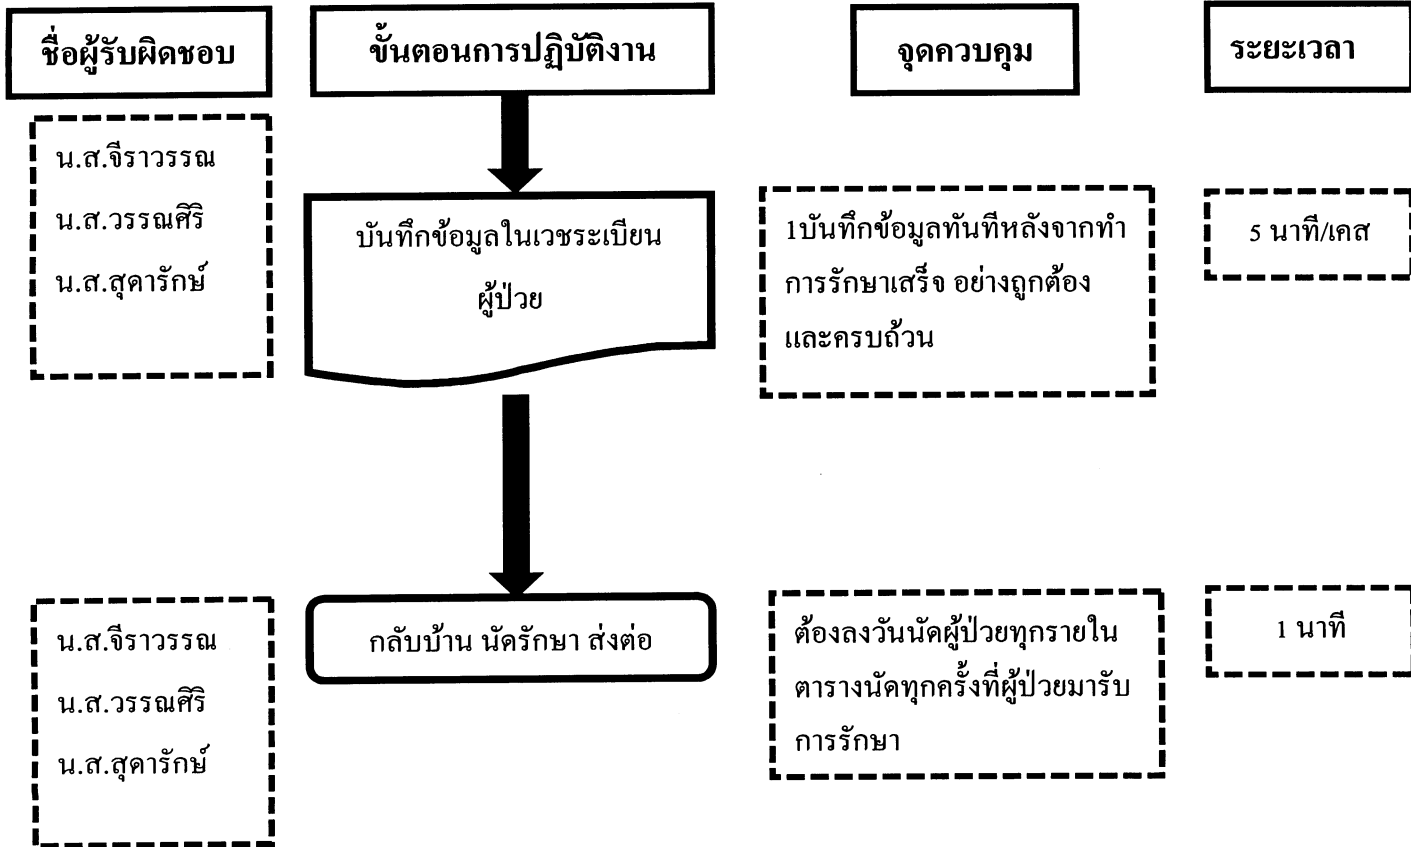 ชื่อผู้รับผิดชอบ
ขั้นตอนการปฏิบัติงาน
จุดควบคุม
ระยะเวลา
น.ส.จีราวรรณ
น.ส.วรรณศิริ
น.ส.สุดารักษ์
บันทึกข้อมูลในเวชระเบียน
ผู้ป่วย
1บันทึกข้อมูลทันทีหลังจากทำ
การรักษาเสร็จ อย่างถูกต้อง
และครบถ้วน
5 นาที/เคส
น.ส.จีราวรรณ
น.ส.วรรณศิริ
น.ส.สุดารักษ์
กลับบ้าน นัดรักษา ส่งต่อ
ต้องลงวันนัดผู้ป่วยทุกรายใน
ตารางนัดทุกครั้งที่ผู้ป่วยมารับ
การรักษา
1 นาที